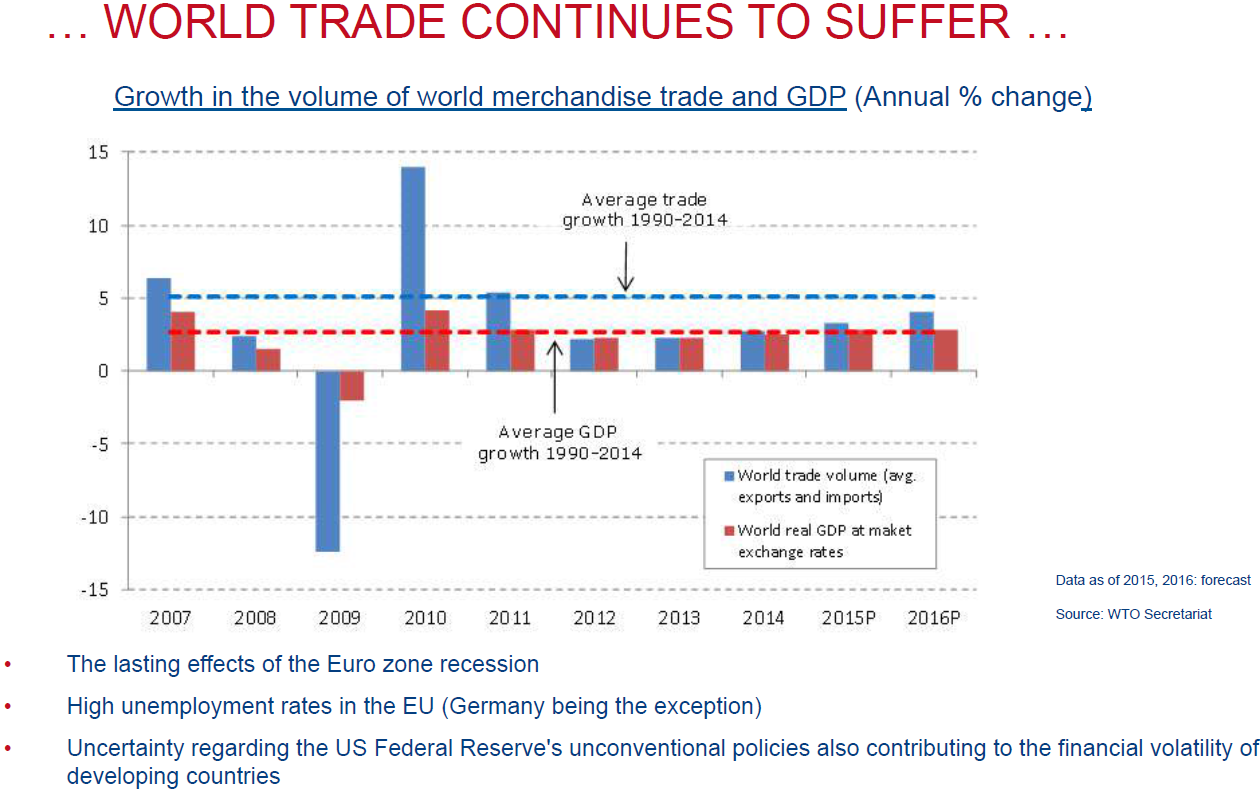 … WORLD TRADE CONTINUES TO SUFFER …
Growth in the volume of world merchandise trade and GDP (Annual % change)
15
10
5
0
-5
-10
-15
Average trade
growth 1990-2014
Average GDP
growth 1990-2014
World trade volume (avg.
exports and imports)
World real GDP at maket
exchange rates
2007 2008 2009 2010 2011 2012 2013 2014 2015P 2016P
Data as of 2015, 2016: forecast
Source: WTO Secretariat
• The lasting effects of the Euro zone recession
• High unemployment rates in the EU (Germany being the exception)
• Uncertainty regarding the US Federal Reserve's unconventional policies also contributing to the financial volatility of
developing countries